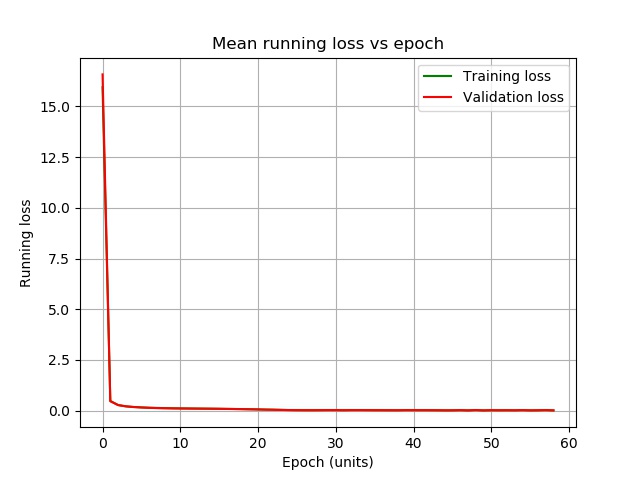 Mean running loss vs epoch
Training loss
Validation loss
15.0
12.5
10.0
7.5
5.0
2.5
0.0
Running loss
0 10 20 30 40 50 60
Epoch (units)